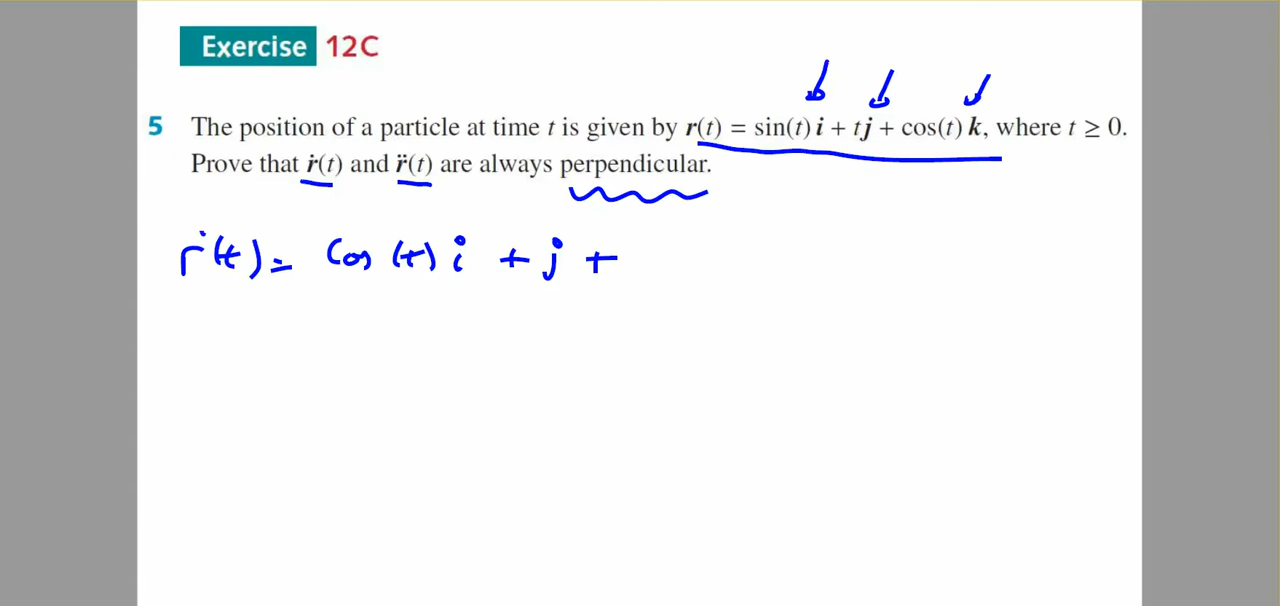 Exercise 12C
5 The position of a particle at time t is given by r(t) = sin(t) i + tj + cos(t) k, where t ≥ 0.
Prove that ṙ(t) and r̈(t) are always perpendicular.
ṙ(t) = cos(t) i + j +